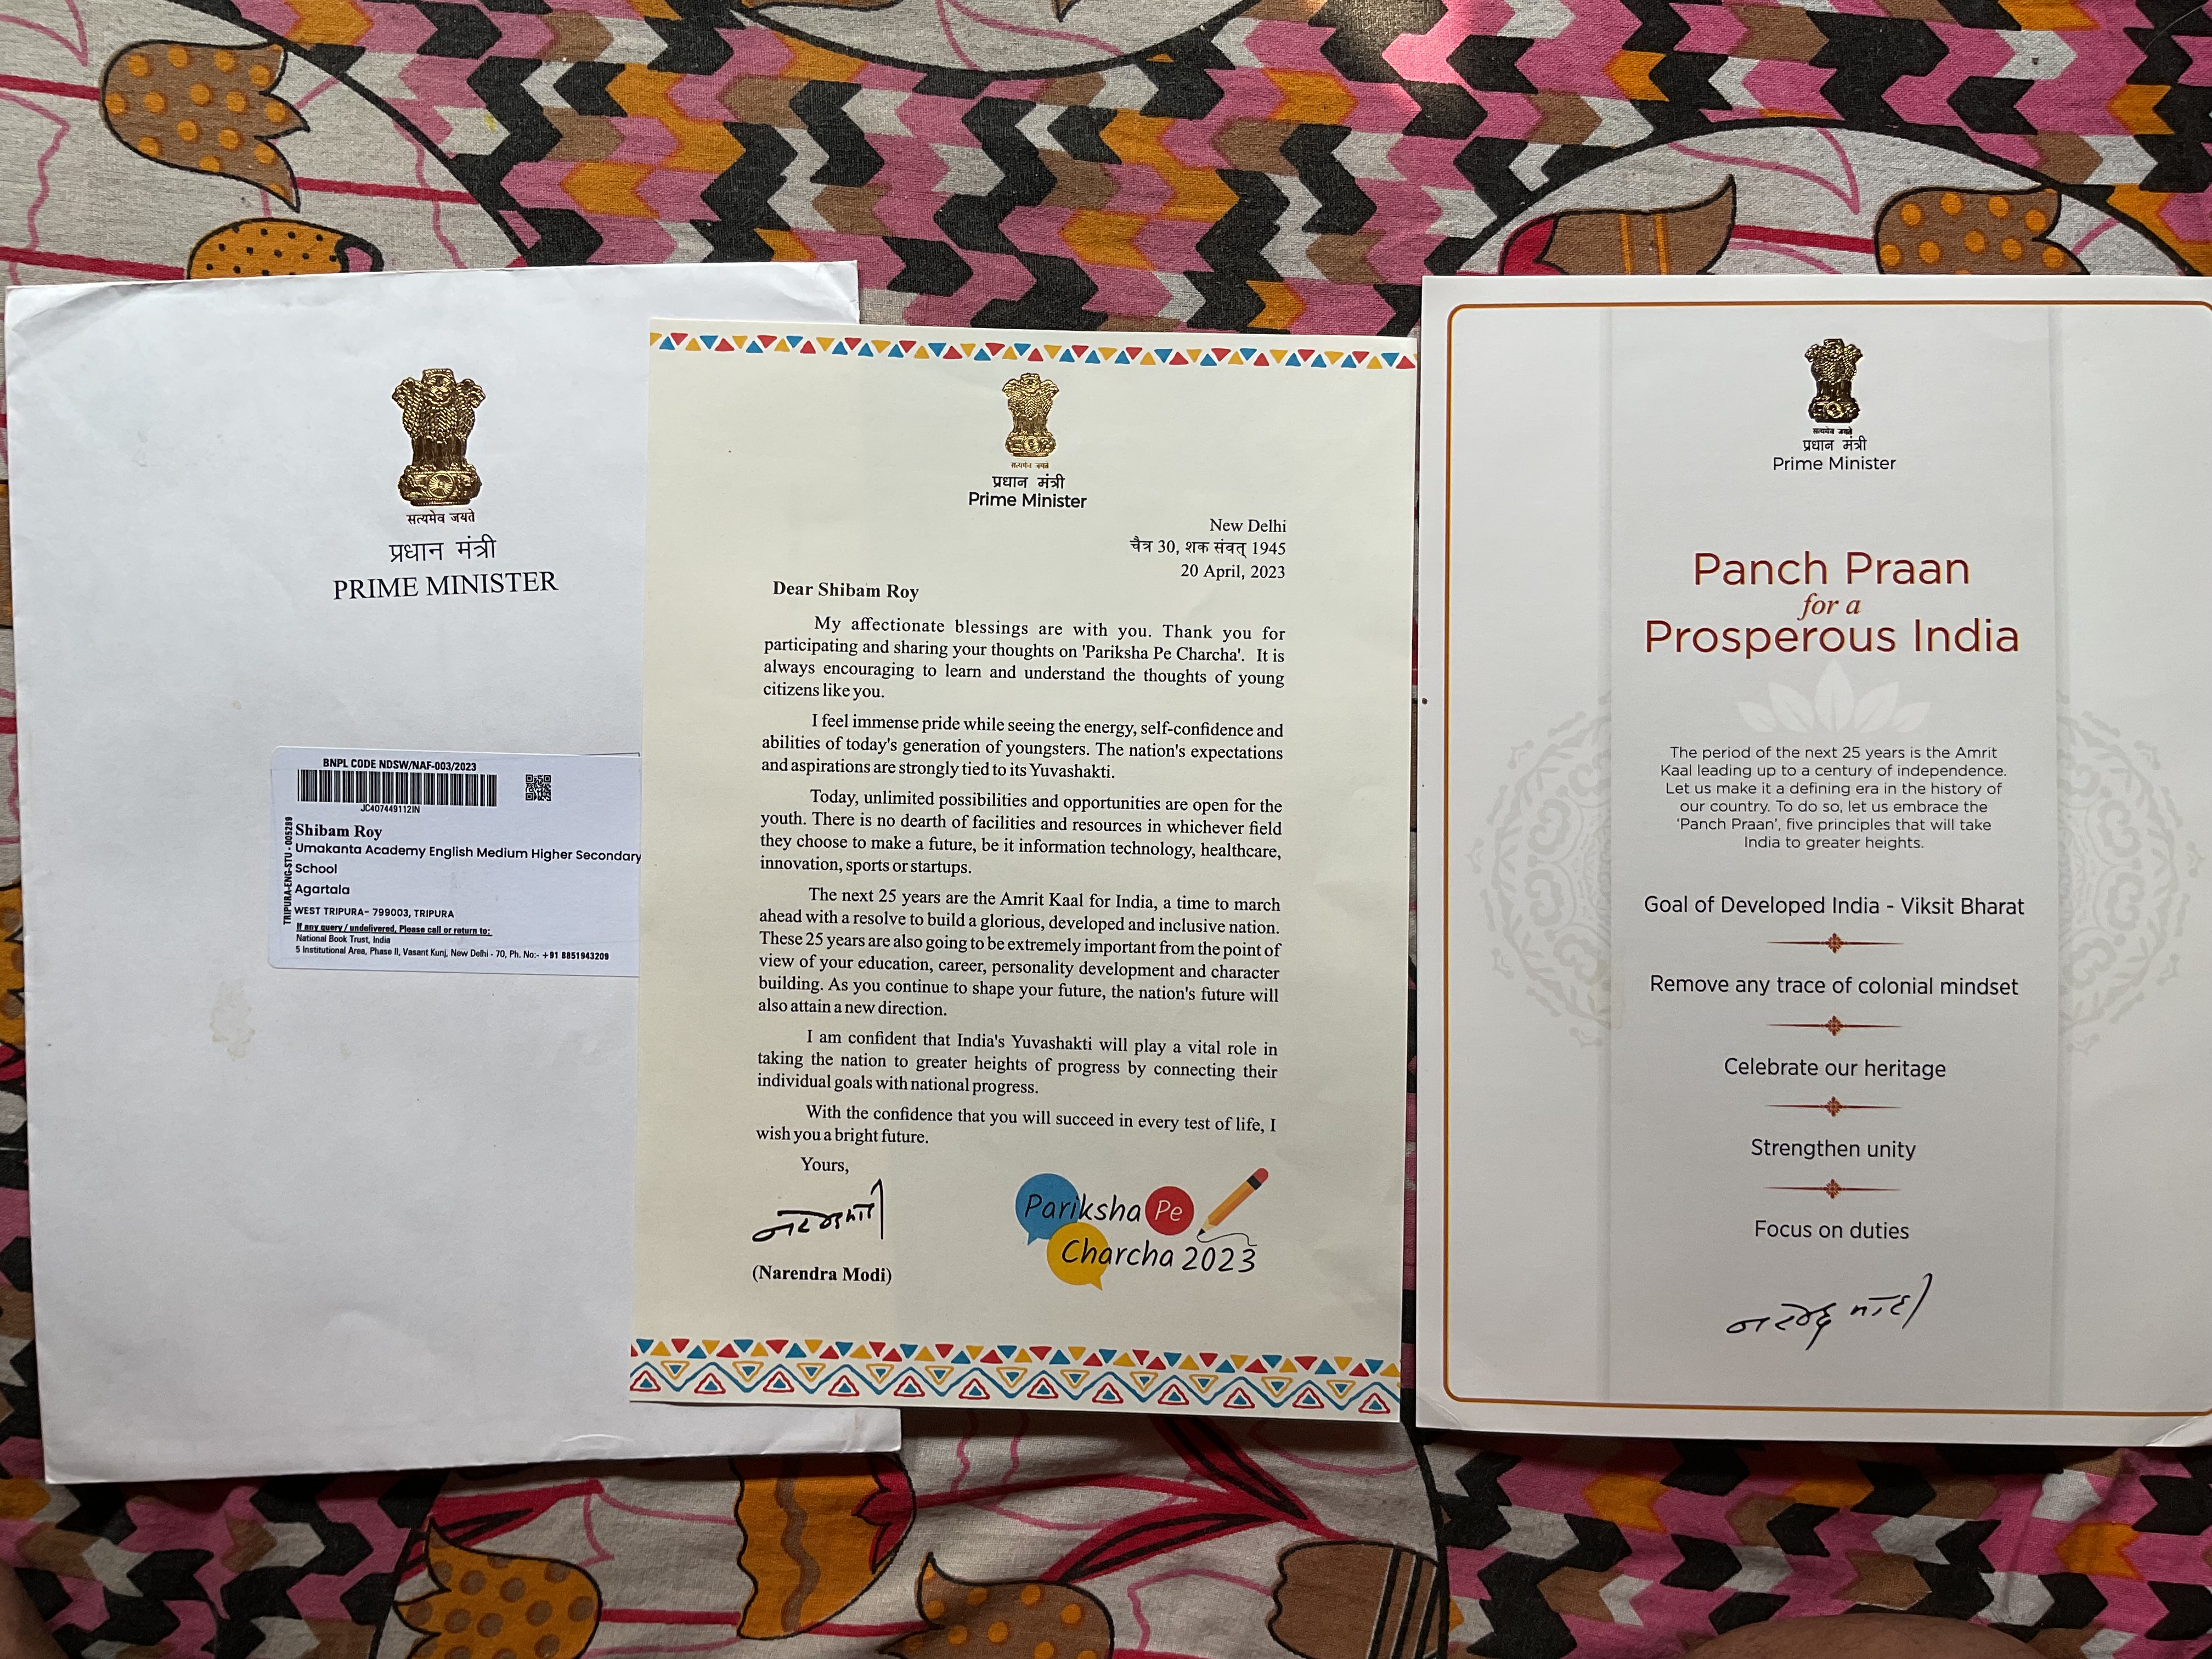 सत्यमेव जयते
प्रधान मंत्री
PRIME MINISTER
BNPL CODE NDSW/NAF-003/2023
JC407449112IN
TRIPURA-ENG-STU - 005289
Shibam Roy
Umakanta Academy English Medium Higher Secondary
School
Agartala
WEST TRIPURA- 799003, TRIPURA
If any query / undelivered, Please call or return to:
National Book Trust, India
5 Institutional Area, Phase II, Vasant Kunj, New Delhi - 70, Ph. No:- +91 8851943209
सत्यमेव जयते
प्रधान मंत्री
Prime Minister
New Delhi
चैत्र 30, शक संवत् 1945
20 April, 2023
Dear Shibam Roy
My affectionate blessings are with you. Thank you for
participating and sharing your thoughts on 'Pariksha Pe Charcha'. It is
always encouraging to learn and understand the thoughts of young
citizens like you.
I feel immense pride while seeing the energy, self-confidence and
abilities of today's generation of youngsters. The nation's expectations
and aspirations are strongly tied to its Yuvashakti.
Today, unlimited possibilities and opportunities are open for the
youth. There is no dearth of facilities and resources in whichever field
they choose to make a future, be it information technology, healthcare,
innovation, sports or startups.
The next 25 years are the Amrit Kaal for India, a time to march
ahead with a resolve to build a glorious, developed and inclusive nation.
These 25 years are also going to be extremely important from the point of
view of your education, career, personality development and character
building. As you continue to shape your future, the nation's future will
also attain a new direction.
I am confident that India's Yuvashakti will play a vital role in
taking the nation to greater heights of progress by connecting their
individual goals with national progress.
With the confidence that you will succeed in every test of life, I
wish you a bright future.
Yours,
नरेन्द्र मोदी
(Narendra Modi)
Pariksha Pe
Charcha 2023
सत्यमेव जयते
प्रधान मंत्री
Prime Minister
Panch Praan
for a
Prosperous India
The period of the next 25 years is the Amrit
Kaal leading up to a century of independence.
Let us make it a defining era in the history of
our country. To do so, let us embrace the
'Panch Praan', five principles that will take
India to greater heights.
Goal of Developed India - Viksit Bharat
Remove any trace of colonial mindset
Celebrate our heritage
Strengthen unity
Focus on duties
नरेन्द्र मोदी